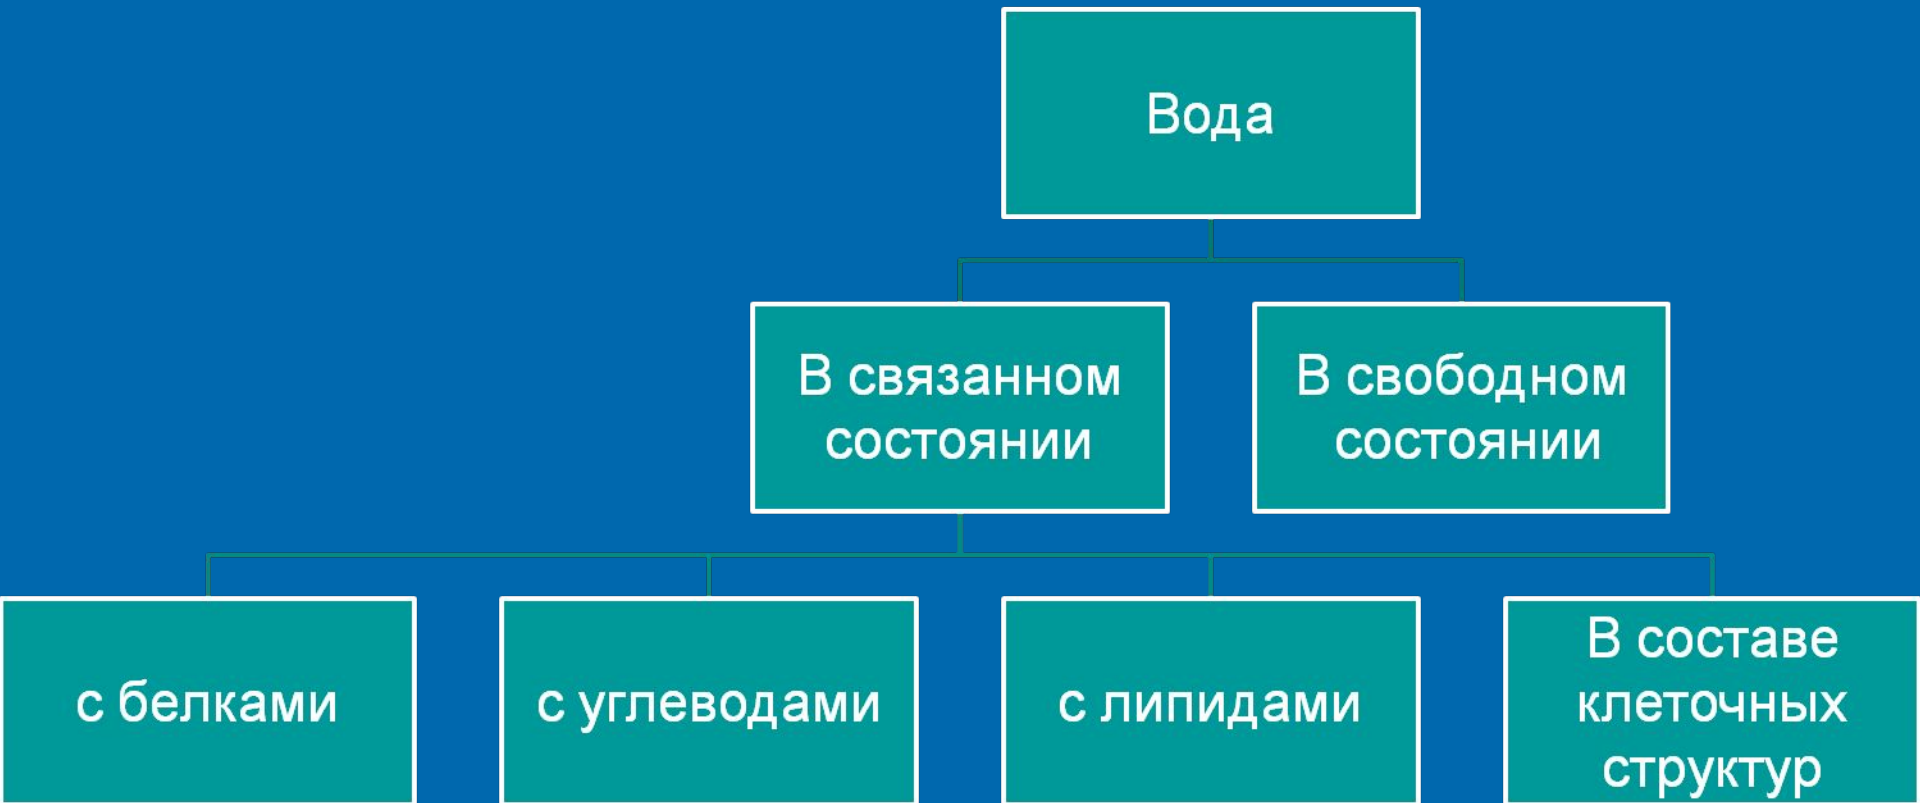 Вода
В связанном
состоянии
В свободном
состоянии
с белками
с углеводами
с липидами
В составе
клеточных
структур